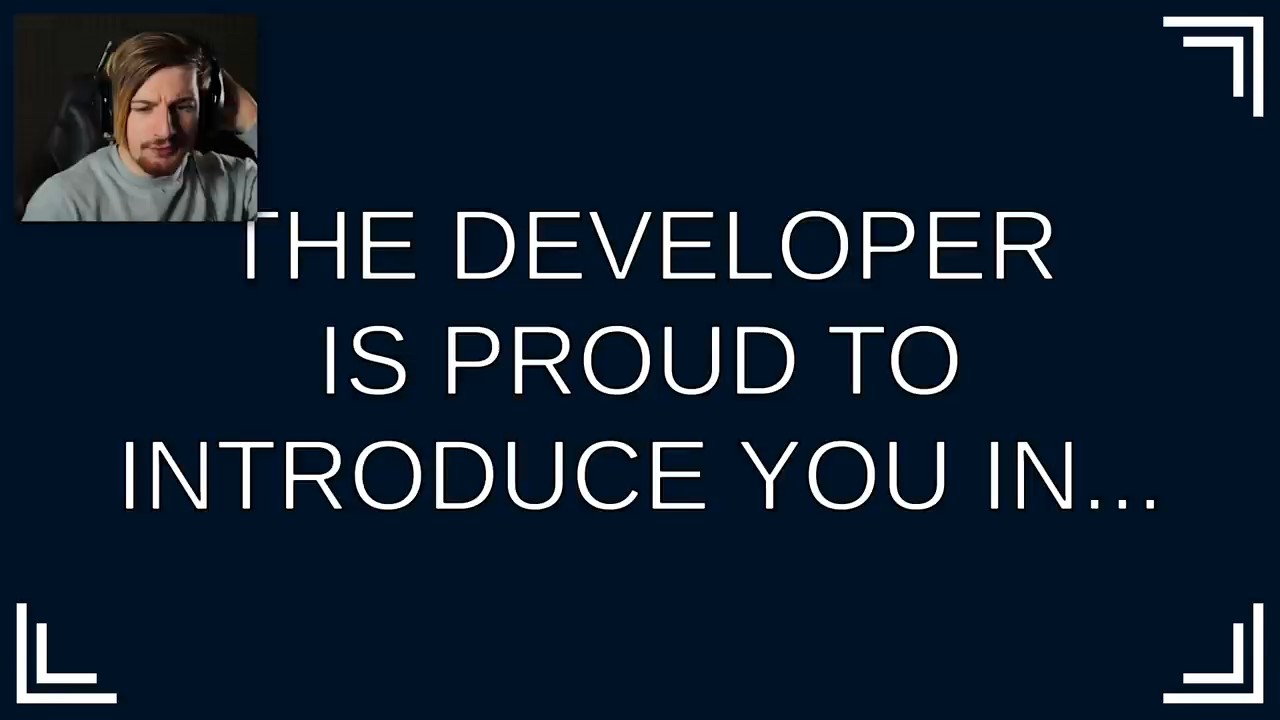 THE DEVELOPER
IS PROUD TO
INTRODUCE YOU IN...